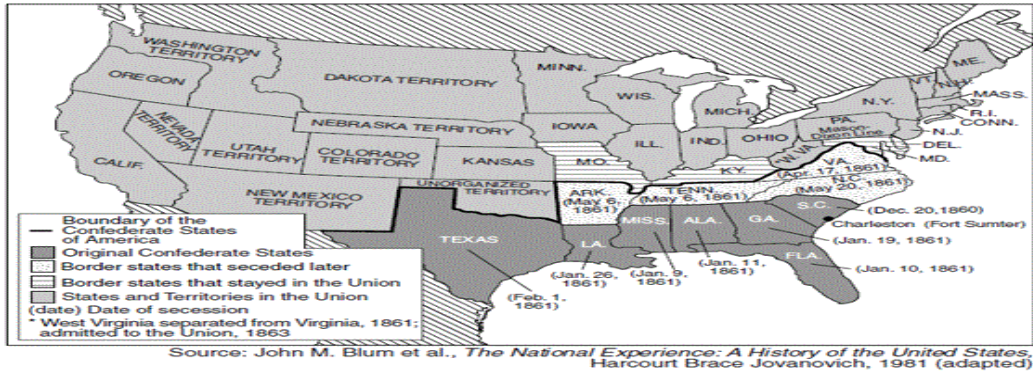 WASHINGTON
TERRITORY
OREGON
DAKOTA TERRITORY
MINN.
WIS.
MICH.
ME.
VT.
N.H.
MASS.
R.I.
CONN.
N.Y.
PA.
Mason-
Dixon Line
N.J.
DEL.
MD.
NEVADA
TERRITORY
NEBRASKA TERRITORY
IOWA
ILL.
IND.
OHIO
*W.VA.
VA.
(Apr. 17, 1861)
CALIF.
UTAH
TERRITORY
COLORADO
TERRITORY
KANSAS
MO.
KY.
N.C.
(May 20, 1861)
NEW MEXICO
TERRITORY
UNORGANIZED
TERRITORY
ARK.
(May 6,
1861)
TENN.
(May 6, 1861)
S.C.
(Dec. 20,1860)
Charleston (Fort Sumter)
TEXAS
LA.
MISS.
ALA.
GA.
(Jan. 19, 1861)
FLA.
(Jan. 10, 1861)
(Jan. 26,
1861)
(Jan. 9,
1861)
(Jan. 11,
1861)
(Feb. 1,
1861)
Boundary of the
Confederate States
of America
Original Confederate States
Border states that seceded later
Border states that stayed in the Union
States and Territories in the Union
(date) Date of secession
* West Virginia separated from Virginia, 1861;
admitted to the Union, 1863
Source: John M. Blum et al., The National Experience: A History of the United States,
Harcourt Brace Jovanovich, 1981 (adapted)